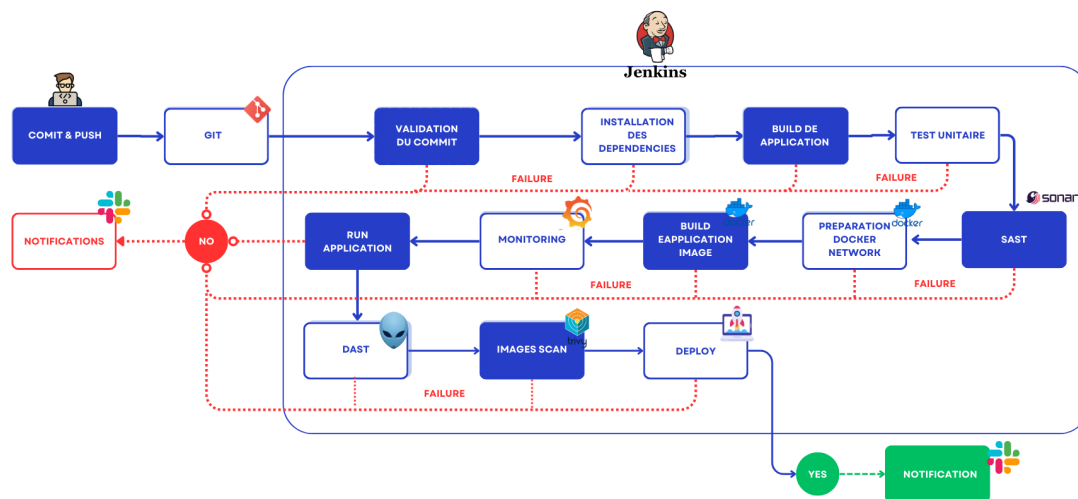 Jenkins
COMIT & PUSH
GIT
VALIDATION
DU COMMIT
INSTALLATION
DES
DEPENDENCIES
BUILD DE
APPLICATION
TEST UNITAIRE
FAILURE
FAILURE
sonar
NOTIFICATIONS
NO
RUN
APPLICATION
MONITORING
docker
BUILD
EAPPLICATION
IMAGE
docker
PREPARATION
DOCKER
NETWORK
SAST
FAILURE
FAILURE
DAST
trivy
IMAGES SCAN
DEPLOY
FAILURE
YES
NOTIFICATION